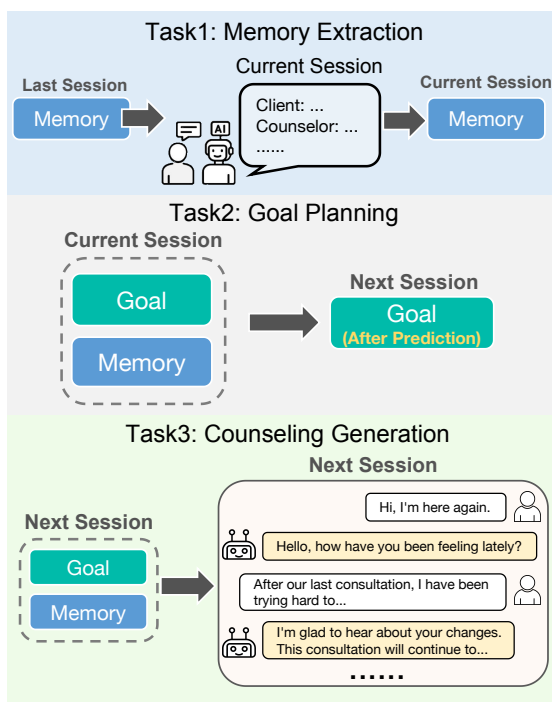 Task1: Memory Extraction
Last Session
Memory
Current Session
Client: ...
Counselor: ...
......
AI
Current Session
Memory
Task2: Goal Planning
Current Session
Goal
Memory
Next Session
Goal
(After Prediction)
Task3: Counseling Generation
Next Session
Goal
Memory
Next Session
Hi, I'm here again.
Hello, how have you been feeling lately?
After our last consultation, I have been
trying hard to...
I'm glad to hear about your changes.
This consultation will continue to...
......